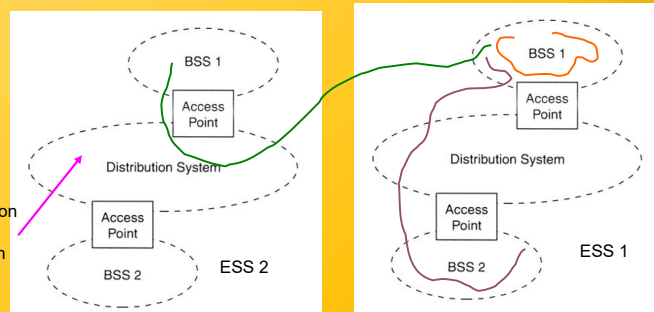 BSS 1
Access
Point
Distribution System
on
Access
Point
n
BSS 2
ESS 2
BSS 1
Access
Point
Distribution System
Access
Point
BSS 2
ESS 1